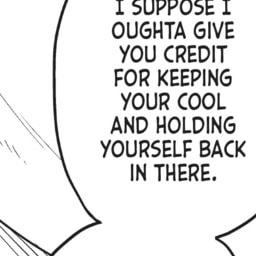 I SUPPOSE I
OUGHTA GIVE
YOU CREDIT
FOR KEEPING
YOUR COOL
AND HOLDING
YOURSELF BACK
IN THERE.